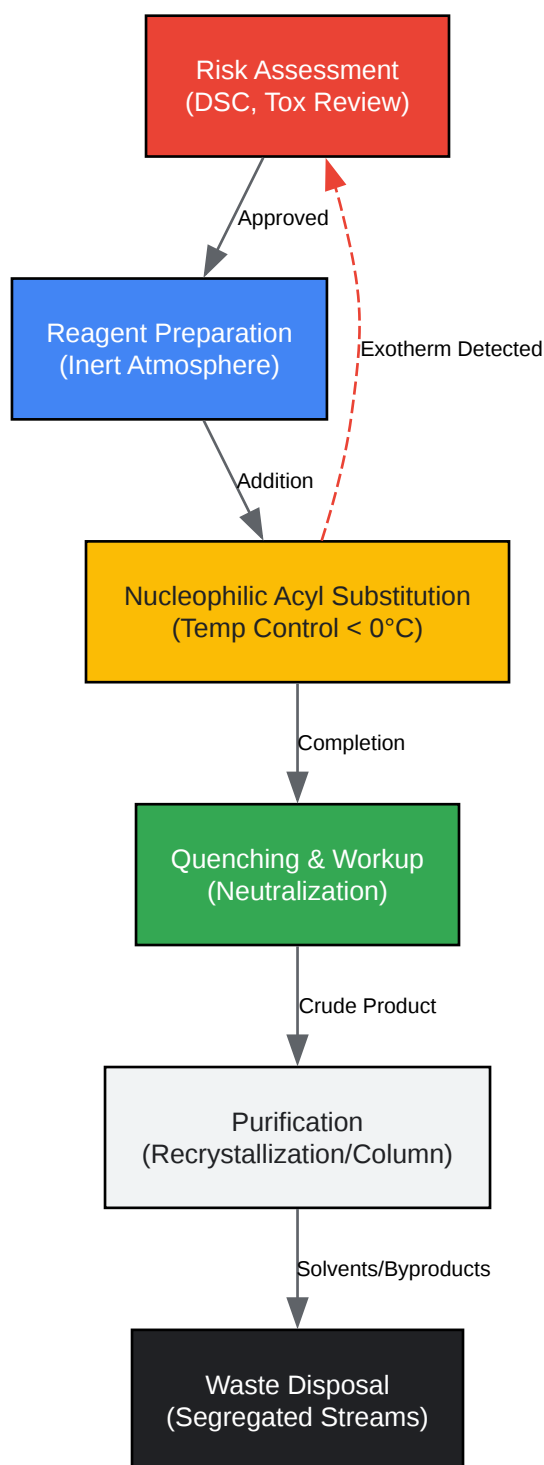 Risk Assessment
(DSC, Tox Review)
Approved
Reagent Preparation
(Inert Atmosphere)
Exotherm Detected
Addition
Nucleophilic Acyl Substitution
(Temp Control < 0°C)
Completion
Quenching & Workup
(Neutralization)
Crude Product
Purification
(Recrystallization/Column)
Solvents/Byproducts
Waste Disposal
(Segregated Streams)